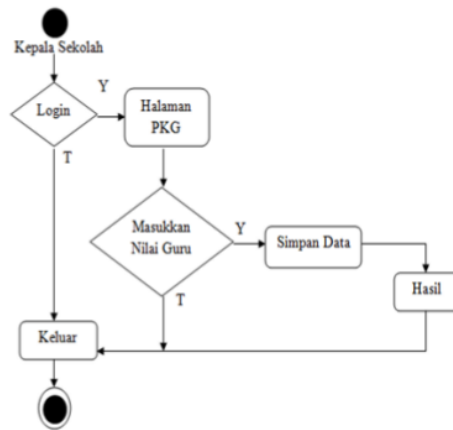 Kepala Sekolah
Login
Y
Halaman
PKG
T
Masukkan
Nilai Guru
Y
Simpan Data
T
Hasil
Keluar